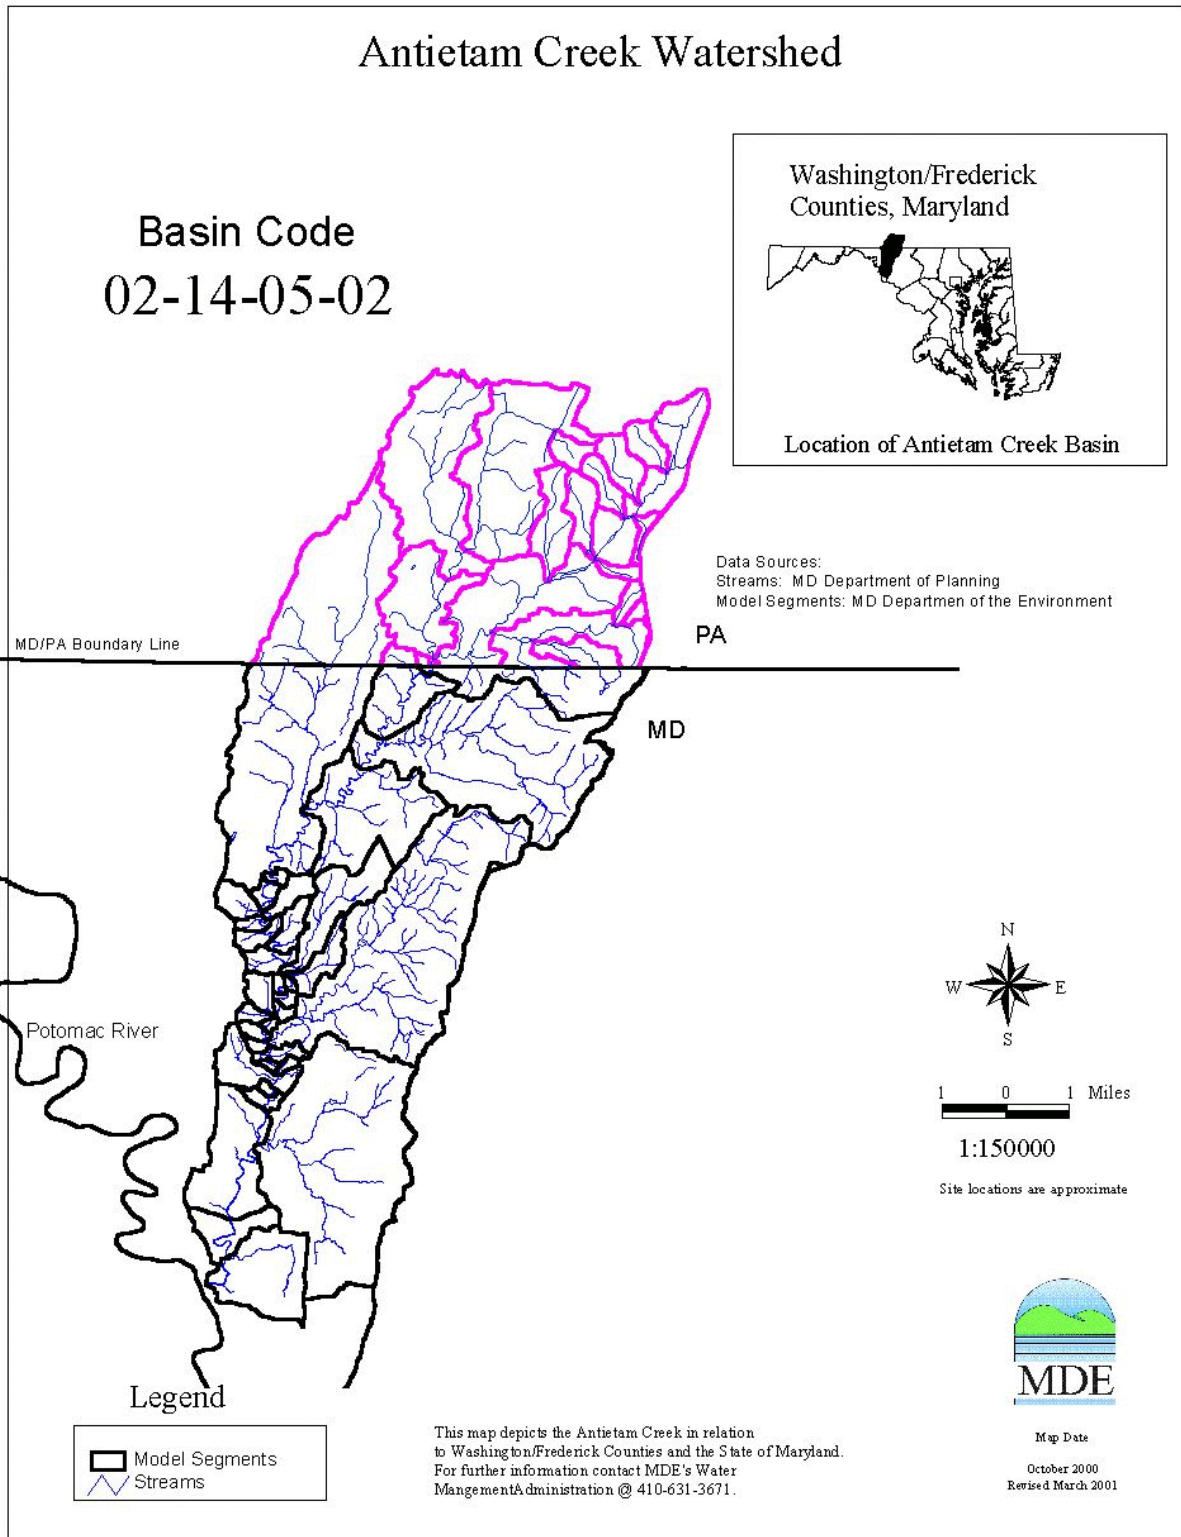 Antietam Creek Watershed
Washington/Frederick
Counties, Maryland
Basin Code
02-14-05-02
Location of Antietam Creek Basin
Data Sources:
Streams: MD Department of Planning
Model Segments: MD Departmen of the Environment
PA
MD/PA Boundary Line
MD
N
W
E
S
Potomac River
1 0 1 Miles
1:150000
Site locations are approximate
MDE
Legend
Model Segments
Streams
This map depicts the Antietam Creek in relation
to Washington/Frederick Counties and the State of Maryland.
For further information contact MDE's Water
MangementAdministration @ 410-631-3671.
Map Date
October 2000
Revised March 2001